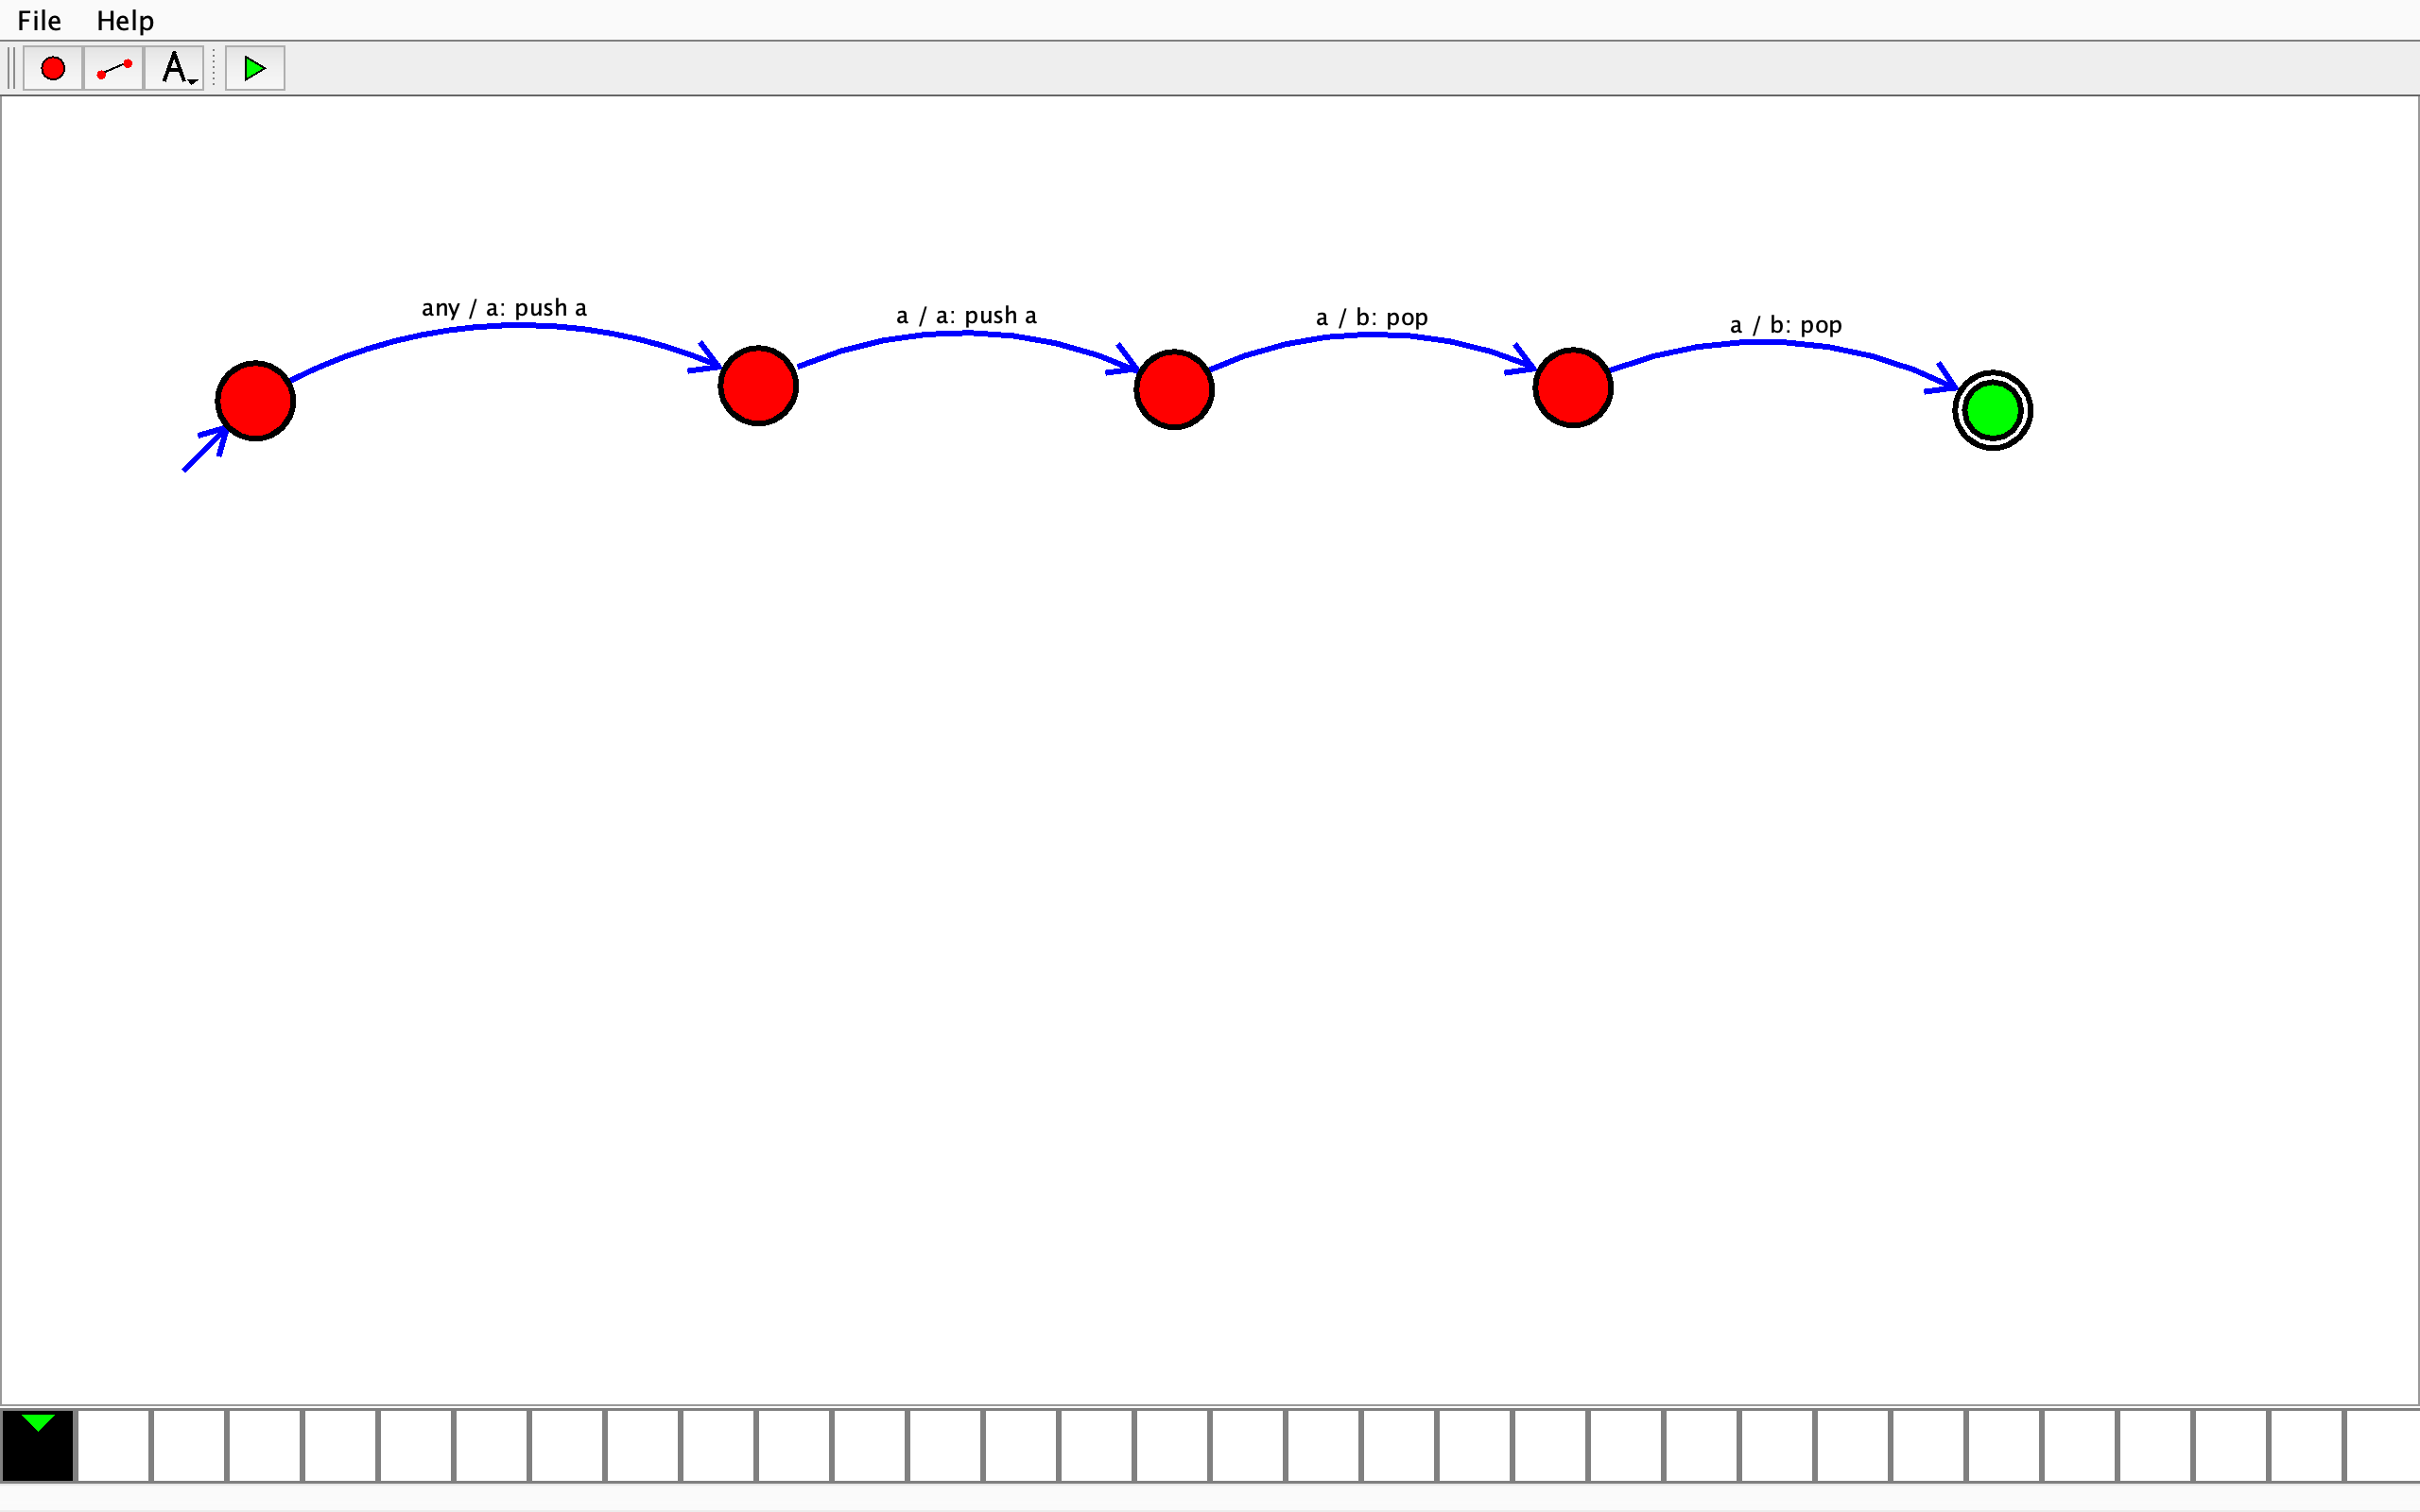 File Help
A
any / a: push a
a / a: push a
a / b: pop
a / b: pop